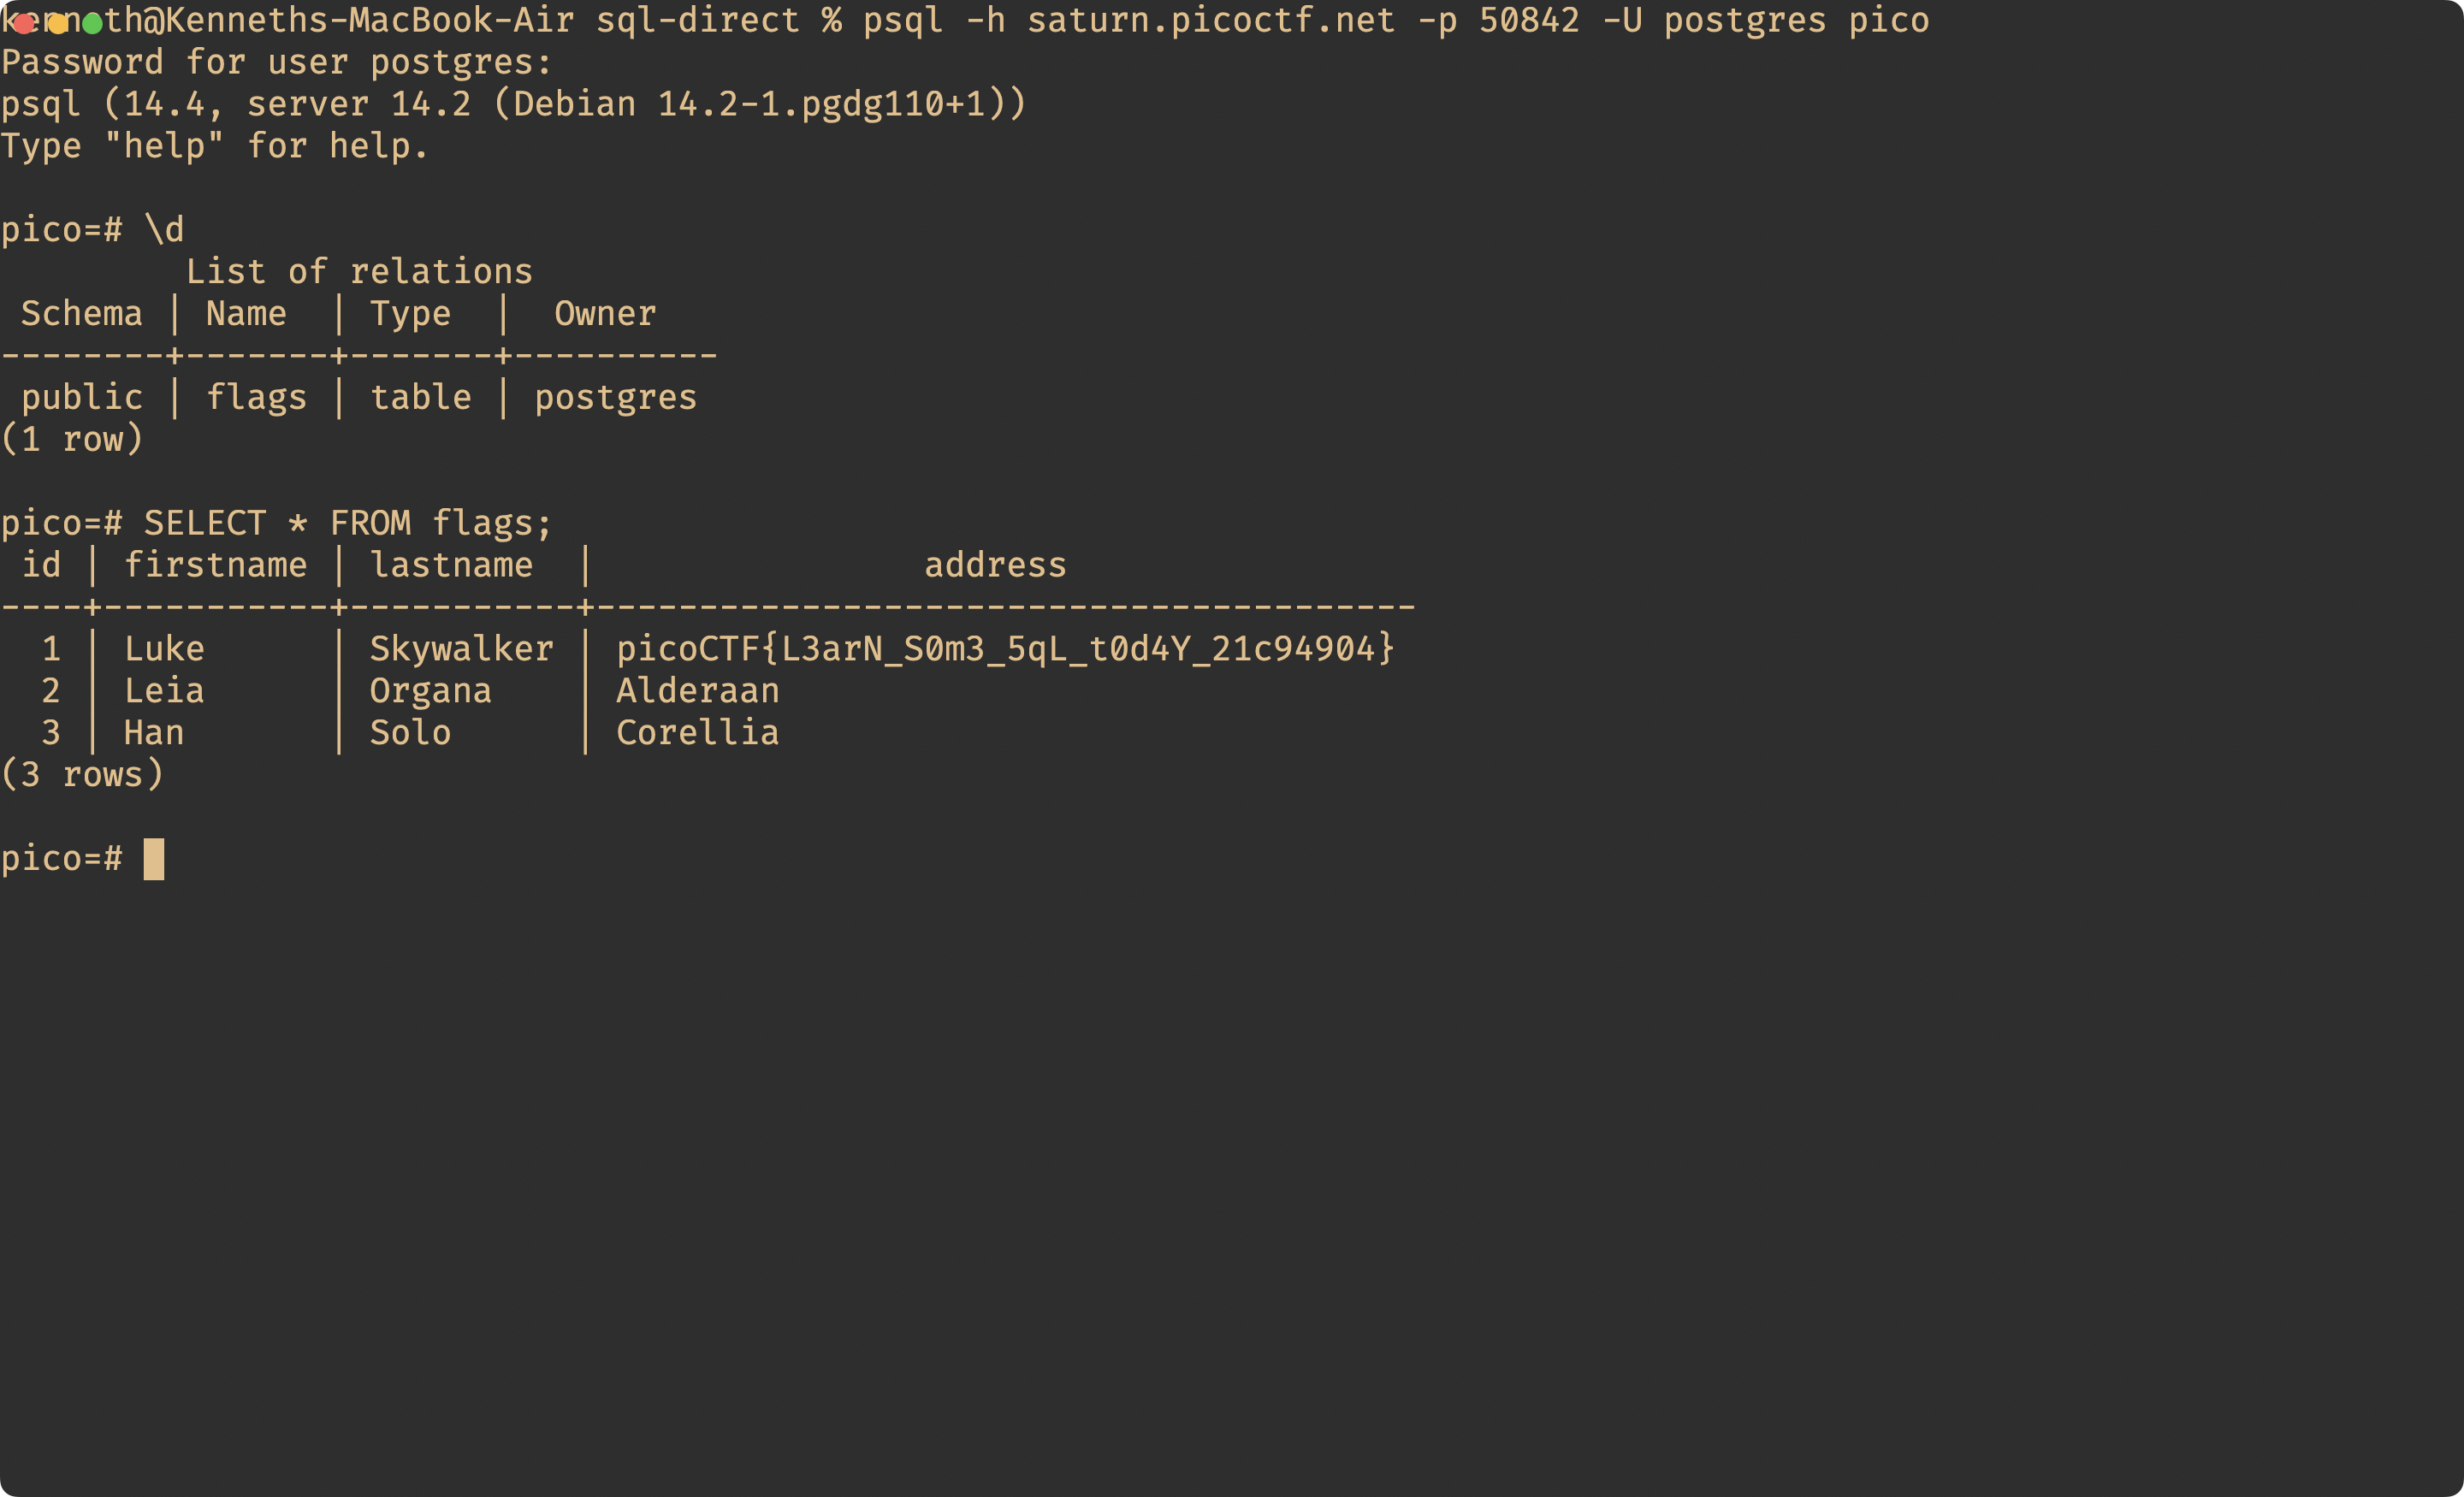 kenneth@Kenneths-MacBook-Air sql-direct % psql -h saturn.picoctf.net -p 50842 -U postgres pico
Password for user postgres:
psql (14.4, server 14.2 (Debian 14.2-1.pgdg110+1))
Type "help" for help.

pico=# \d
         List of relations
 Schema | Name  | Type  |  Owner
--------+-------+-------+----------
 public | flags | table | postgres
(1 row)

pico=# SELECT * FROM flags;
 id | firstname | lastname  |                address
----+-----------+-----------+----------------------------------------
  1 | Luke      | Skywalker | picoCTF{L3arN_S0m3_5qL_t0d4Y_21c94904}
  2 | Leia      | Organa    | Alderaan
  3 | Han       | Solo      | Corellia
(3 rows)

pico=#